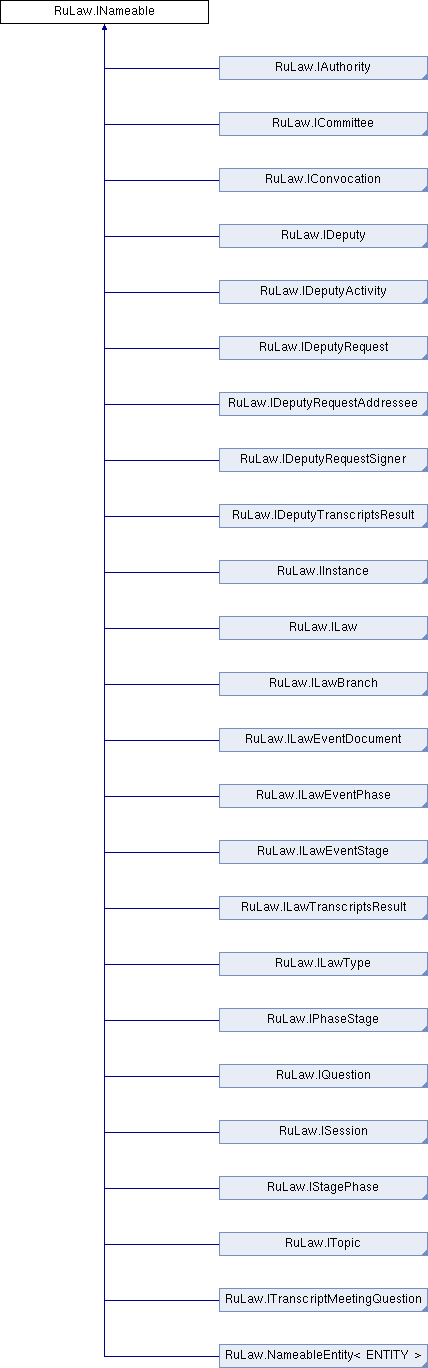 RuLaw.INameable
RuLaw.IAuthority
RuLaw.ICommittee
RuLaw.IConvocation
RuLaw.IDeputy
RuLaw.IDeputyActivity
RuLaw.IDeputyRequest
RuLaw.IDeputyRequestAddressee
RuLaw.IDeputyRequestSigner
RuLaw.IDeputyTranscriptsResult
RuLaw.IInstance
RuLaw.ILaw
RuLaw.ILawBranch
RuLaw.ILawEventDocument
RuLaw.ILawEventPhase
RuLaw.ILawEventStage
RuLaw.ILawTranscriptsResult
RuLaw.ILawType
RuLaw.IPhaseStage
RuLaw.IQuestion
RuLaw.ISession
RuLaw.IStagePhase
RuLaw.ITopic
RuLaw.ITranscriptMeetingQuestion
RuLaw.NameableEntity< ENTITY >